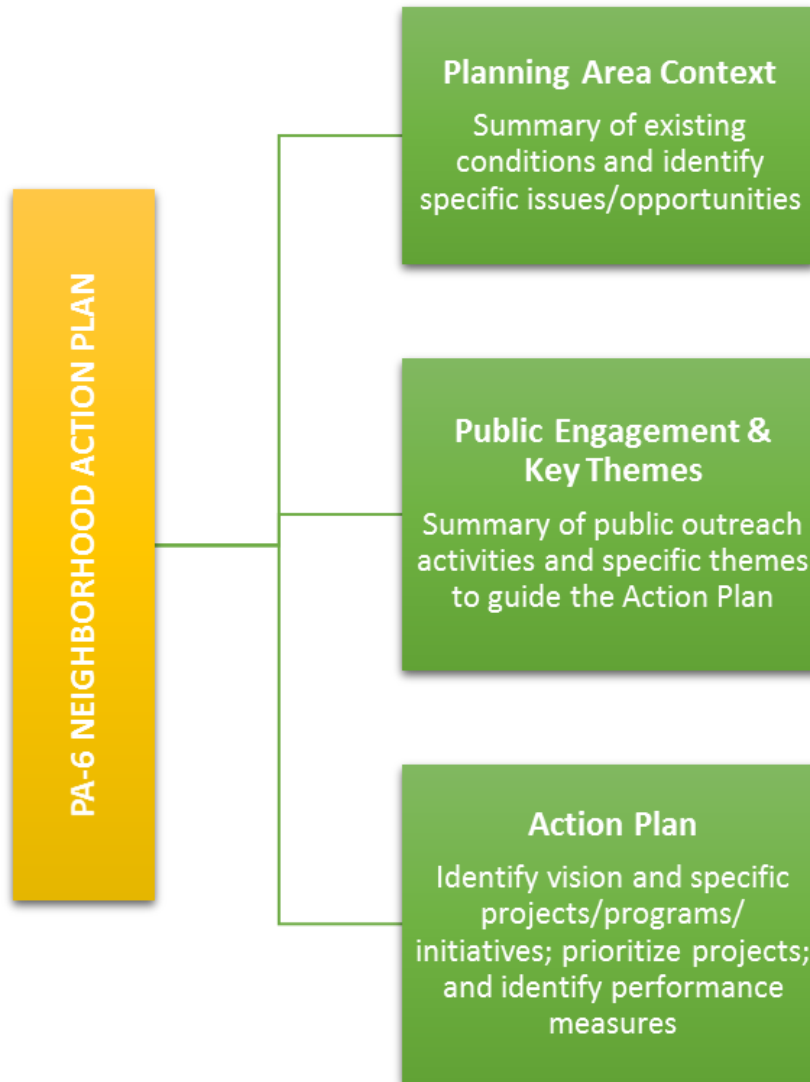 PA-6 NEIGHBORHOOD ACTION PLAN
Planning Area Context
Summary of existing
conditions and identify
specific issues/opportunities
Public Engagement &
Key Themes
Summary of public outreach
activities and specific themes
to guide the Action Plan
Action Plan
Identify vision and specific
projects/programs/
initiatives; prioritize projects;
and identify performance
measures